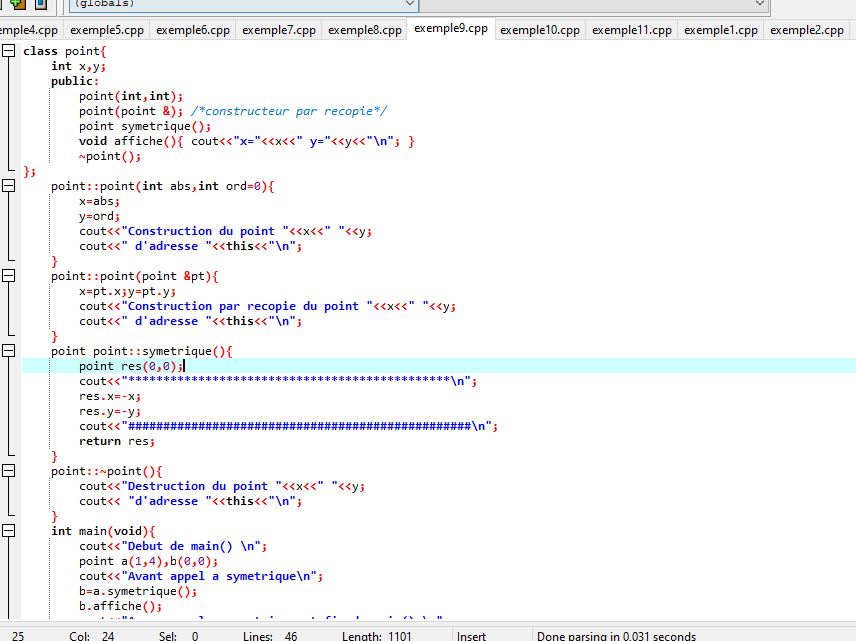 (globals)
emple4.cpp exemple5.cpp exemple6.cpp exemple7.cpp exemple8.cpp exemple9.cpp exemple10.cpp exemple11.cpp exemple1.cpp exemple2.cpp
class point{
int x,y;
public:
point(int,int);
point(point &); /*constructeur par recopie*/
point symetrique();
void affiche(){ cout<<"x="<<x<<" y="<<y<<"\n"; }
~point();
};
point::point(int abs,int ord=0){
x=abs;
y=ord;
cout<<"Construction du point "<<x<<" "<<y;
cout<<" d'adresse "<<this<<"\n";
}
point::point(point &pt){
x=pt.x;y=pt.y;
cout<<"Construction par recopie du point "<<x<<" "<<y;
cout<<" d'adresse "<<this<<"\n";
}
point point::symetrique(){
point res(0,0);
cout<<"**********************************************\n";
res.x=-x;
res.y=-y;
cout<<"#################################################\n";
return res;
}
point::~point(){
cout<<"Destruction du point "<<x<<" "<<y;
cout<< "d'adresse "<<this<<"\n";
}
int main(void){
cout<<"Debut de main() \n";
point a(1,4),b(0,0);
cout<<"Avant appel a symetrique\n";
b=a.symetrique();
b.affiche();
25 Col: 24 Sel: 0 Lines: 46 Length: 1101 Insert Done parsing in 0.031 seconds